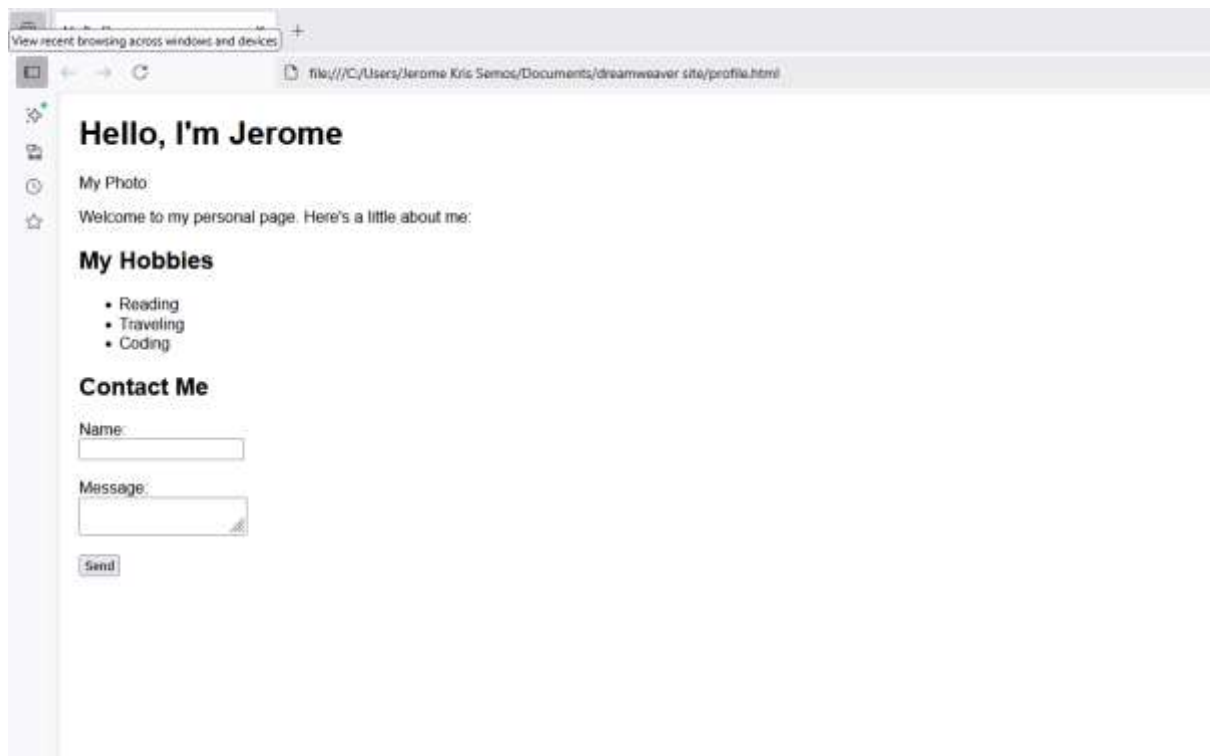 View recent browsing across windows and devices
file:///C:/Users/Jerome Kris Semos/Documents/dreamweaver site/profile.html
Hello, I'm Jerome
My Photo
Welcome to my personal page. Here's a little about me:
My Hobbies
• Reading
• Traveling
• Coding
Contact Me
Name:
Message:
Send